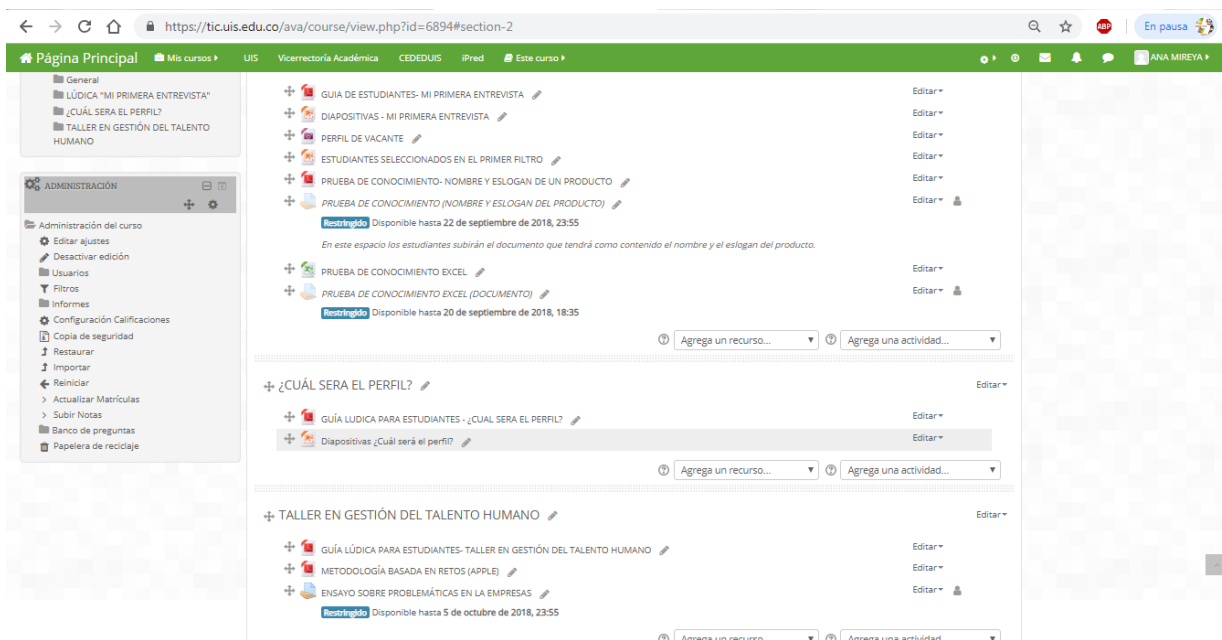 https://tic.uis.edu.co/ava/course/view.php?id=6894#section-2
ABP
En pausa
Página Principal
Mis cursos
UIS
Vicerrectoría Académica
CEDEDUIS
iPred
Este curso
ANA MIREYA
General
LÚDICA "MI PRIMERA ENTREVISTA"
¿CUÁL SERA EL PERFIL?
TALLER EN GESTIÓN DEL TALENTO
HUMANO
ADMINISTRACIÓN
Administración del curso
Editar ajustes
Desactivar edición
Usuarios
Filtros
Informes
Configuración Calificaciones
Copia de seguridad
Restaurar
Importar
Reiniciar
Actualizar Matrículas
Subir Notas
Banco de preguntas
Papelera de reciclaje
GUIA DE ESTUDIANTES- MI PRIMERA ENTREVISTA Editar
DIAPOSITIVAS - MI PRIMERA ENTREVISTA Editar
PERFIL DE VACANTE Editar
ESTUDIANTES SELECCIONADOS EN EL PRIMER FILTRO Editar
PRUEBA DE CONOCIMIENTO- NOMBRE Y ESLOGAN DE UN PRODUCTO Editar
PRUEBA DE CONOCIMIENTO (NOMBRE Y ESLOGAN DEL PRODUCTO) Editar
Restringido Disponible hasta 22 de septiembre de 2018, 23:55
En este espacio los estudiantes subirán el documento que tendrá como contenido el nombre y el eslogan del producto.
PRUEBA DE CONOCIMIENTO EXCEL Editar
PRUEBA DE CONOCIMIENTO EXCEL (DOCUMENTO) Editar
Restringido Disponible hasta 20 de septiembre de 2018, 18:35
Agrega un recurso... Agrega una actividad...
¿CUÁL SERA EL PERFIL? Editar
GUÍA LUDICA PARA ESTUDIANTES - ¿CUAL SERA EL PERFIL? Editar
Diapositivas ¿Cuál será el perfil? Editar
Agrega un recurso... Agrega una actividad...
TALLER EN GESTIÓN DEL TALENTO HUMANO Editar
GUÍA LÚDICA PARA ESTUDIANTES- TALLER EN GESTIÓN DEL TALENTO HUMANO Editar
METODOLOGÍA BASADA EN RETOS (APPLE) Editar
ENSAYO SOBRE PROBLEMÁTICAS EN LA EMPRESAS Editar
Restringido Disponible hasta 5 de octubre de 2018, 23:55
Agrega un recurso... Agrega una actividad...